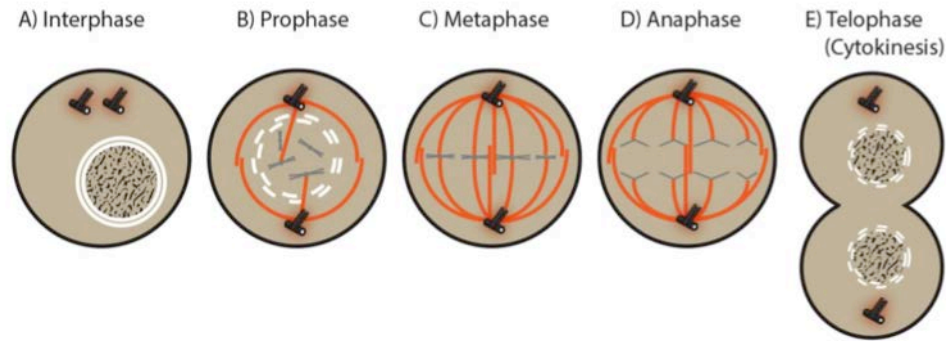 A) Interphase
B) Prophase
C) Metaphase
D) Anaphase
E) Telophase
(Cytokinesis)